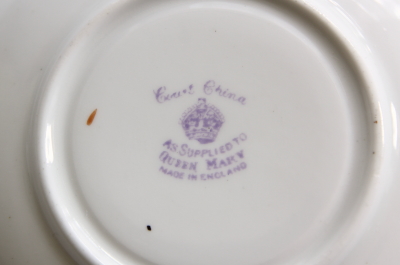 Court China
AS SUPPLIED TO
QUEEN MARY
MADE IN ENGLAND